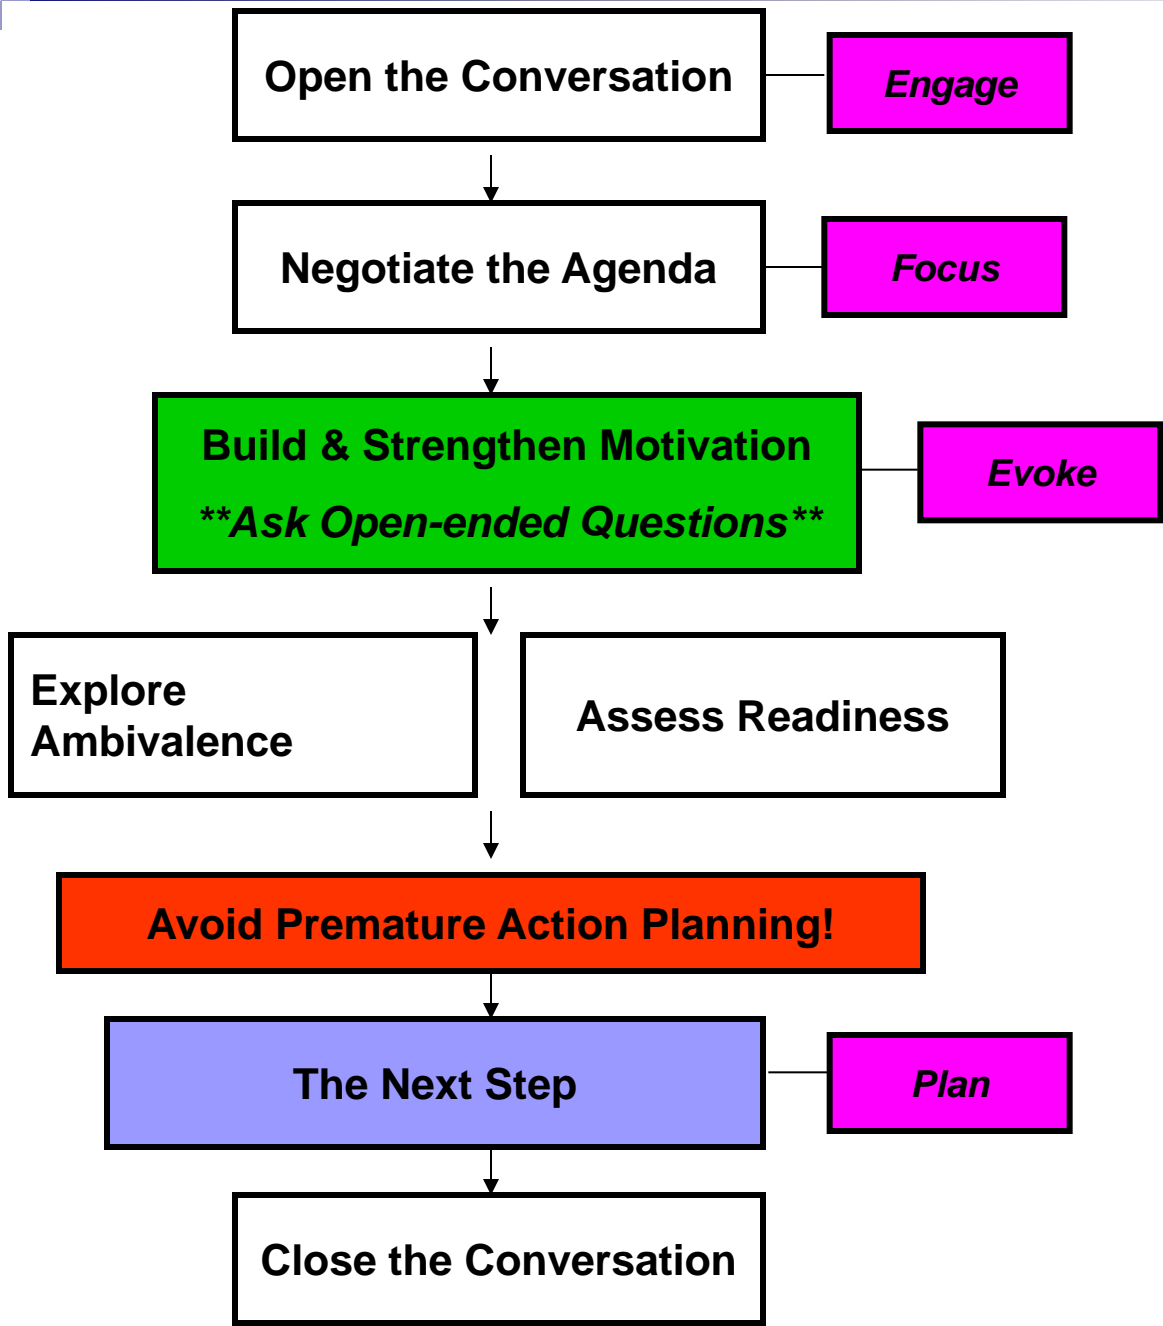 Open the Conversation
Engage
Negotiate the Agenda
Focus
Build & Strengthen Motivation
**Ask Open-ended Questions**
Evoke
Explore
Ambivalence
Assess Readiness
Avoid Premature Action Planning!
The Next Step
Plan
Close the Conversation